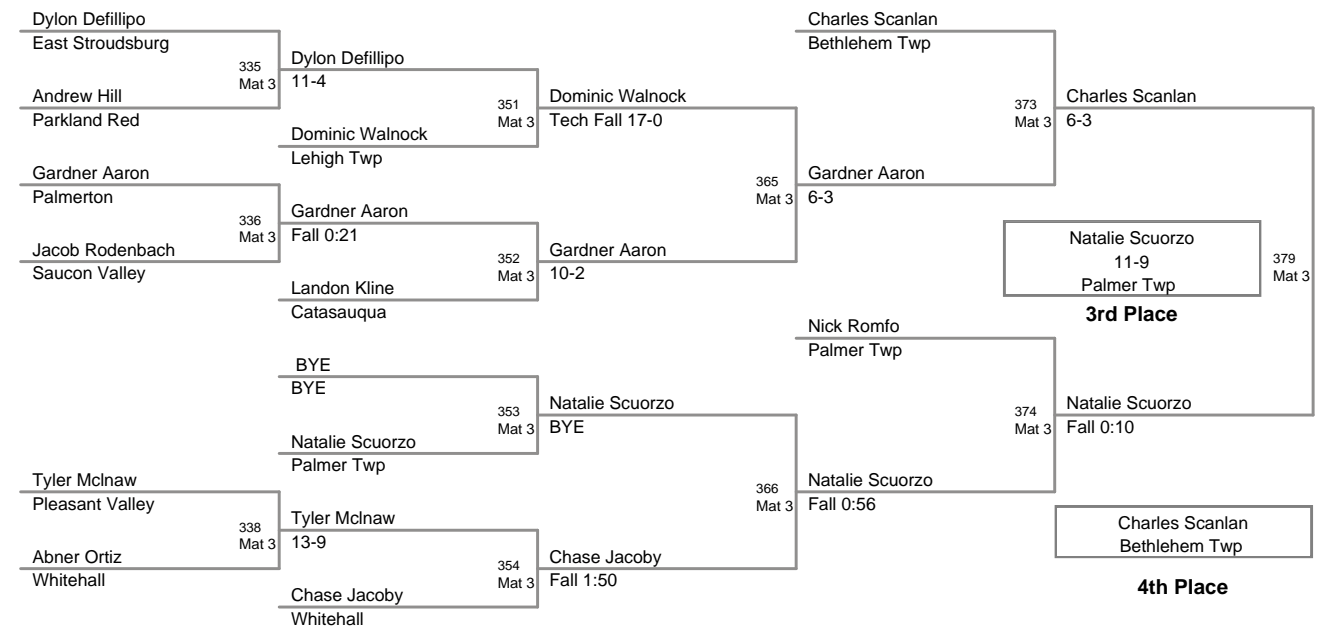 Dylon Defillipo
East Stroudsburg
335
Mat 3
Andrew Hill
Parkland Red
Gardner Aaron
Palmerton
336
Mat 3
Jacob Rodenbach
Saucon Valley
Tyler McInaw
Pleasant Valley
338
Mat 3
Abner Ortiz
Whitehall
Dylon Defillipo
11-4
351
Mat 3
Dominic Walnock
Lehigh Twp
Gardner Aaron
Fall 0:21
352
Mat 3
Landon Kline
Catasauqua
BYE
BYE
353
Mat 3
Natalie Scuorzo
Palmer Twp
Tyler McInaw
13-9
354
Mat 3
Chase Jacoby
Whitehall
Dominic Walnock
Tech Fall 17-0
365
Mat 3
Gardner Aaron
10-2
Natalie Scuorzo
BYE
366
Mat 3
Chase Jacoby
Fall 1:50
Charles Scanlan
Bethlehem Twp
373
Mat 3
Gardner Aaron
6-3
Nick Romfo
Palmer Twp
374
Mat 3
Natalie Scuorzo
Fall 0:56
Charles Scanlan
6-3
379
Mat 3
Natalie Scuorzo
Fall 0:10
Natalie Scuorzo
11-9
Palmer Twp
3rd Place
Charles Scanlan
Bethlehem Twp
4th Place